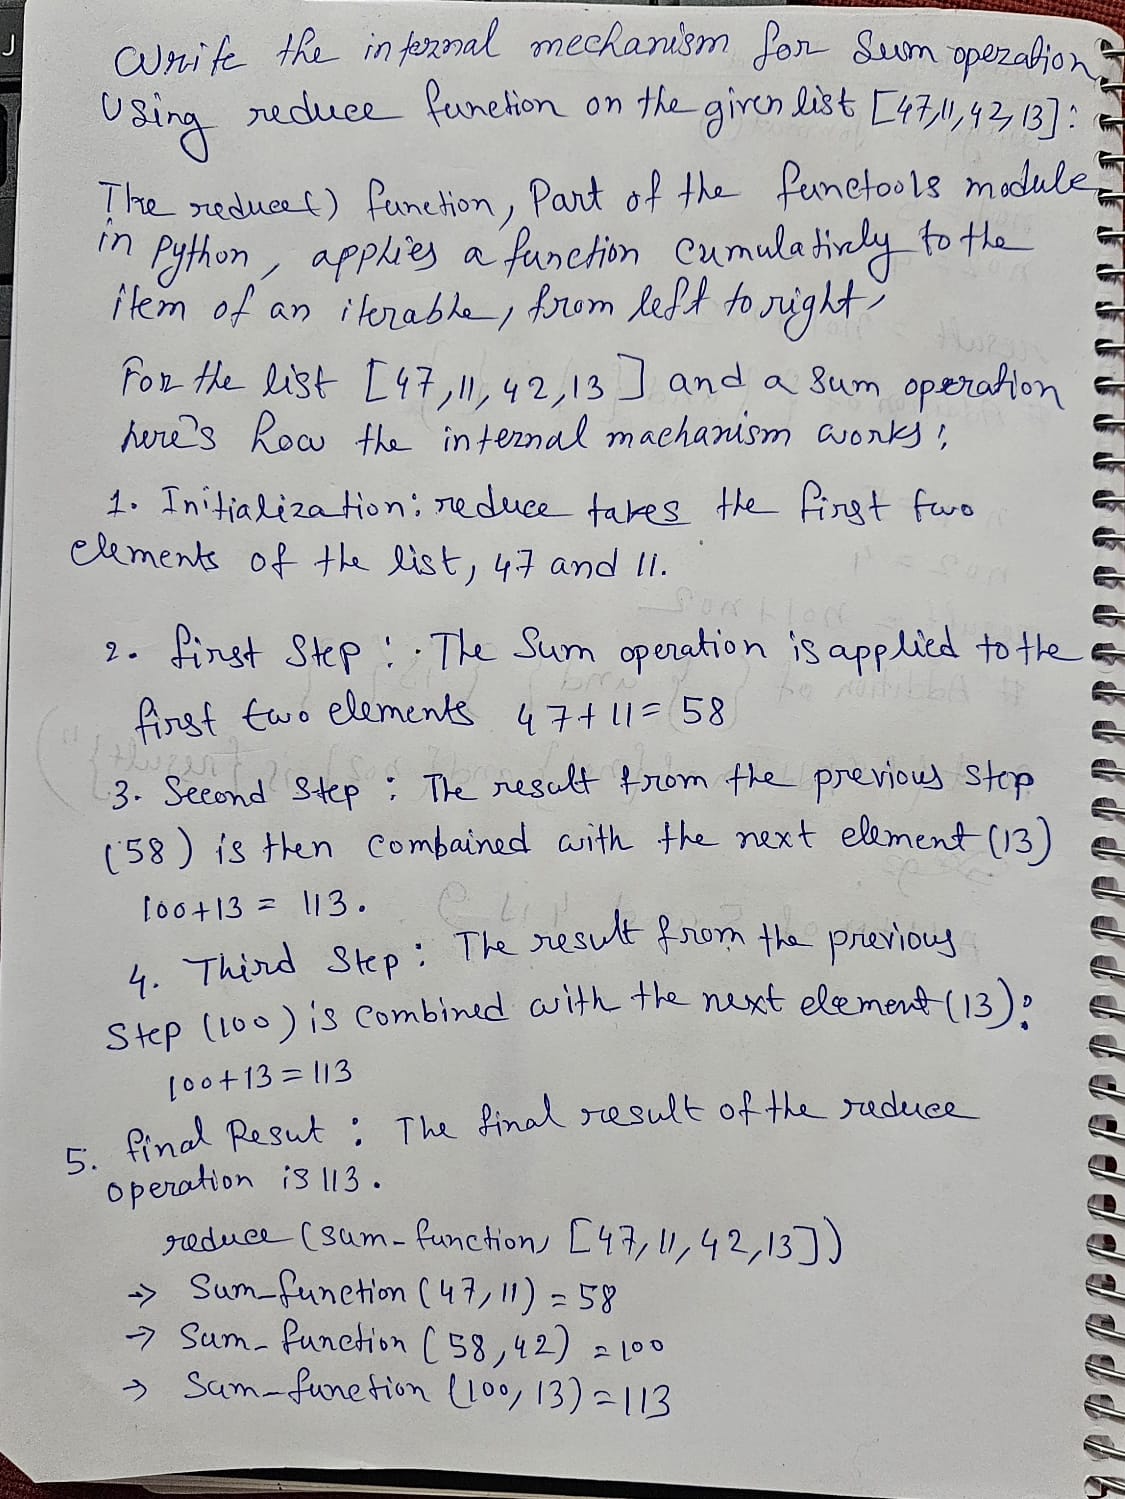 Write the internal mechanism for Sum operation
Using reduce function on the given list [47,11,42,13]:
The reduce() function, Part of the functools module
in Python, applies a function cumulatively to the
item of an iterable, from left to right,
For the list [47,11,42,13] and a Sum operation
here's how the internal machanism works:
1. Initialization: reduce takes the first two
elements of the list, 47 and 11.
2. first Step: The Sum operation is applied to the
first two elements 47+11=58
3. Second Step: The result from the previous step
(58) is then combained with the next element (13)
100+13 = 113.
4. Third Step: The result from the previous
Step (100) is combined with the next element (13):
100+13=113
5. final Resut: The final result of the reduce
operation is 113.
reduce (sum-function, [47,11,42,13])
→ Sum-function (47,11) = 58
→ Sum-function (58,42) = 100
→ Sum-function (100,13) = 113